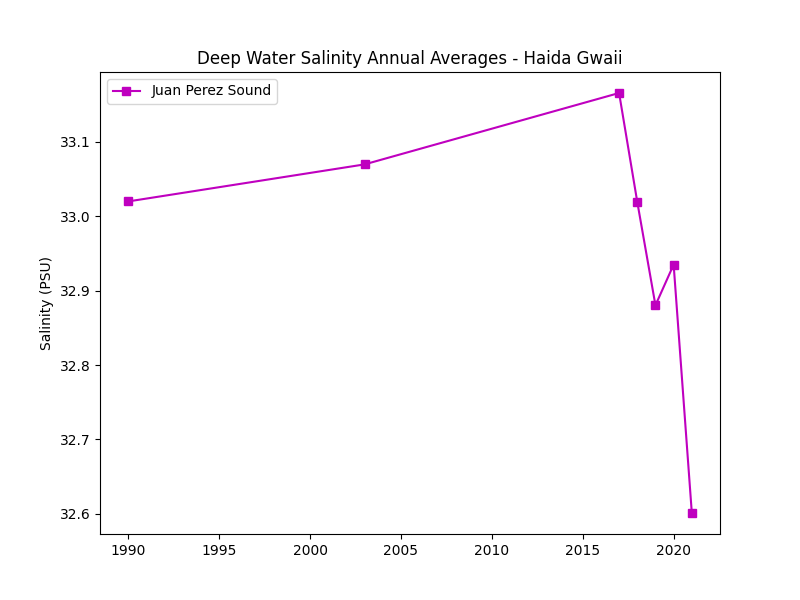 Deep Water Salinity Annual Averages - Haida Gwaii
Juan Perez Sound
33.1
33.0
32.9
32.8
32.7
32.6
Salinity (PSU)
1990 1995 2000 2005 2010 2015 2020